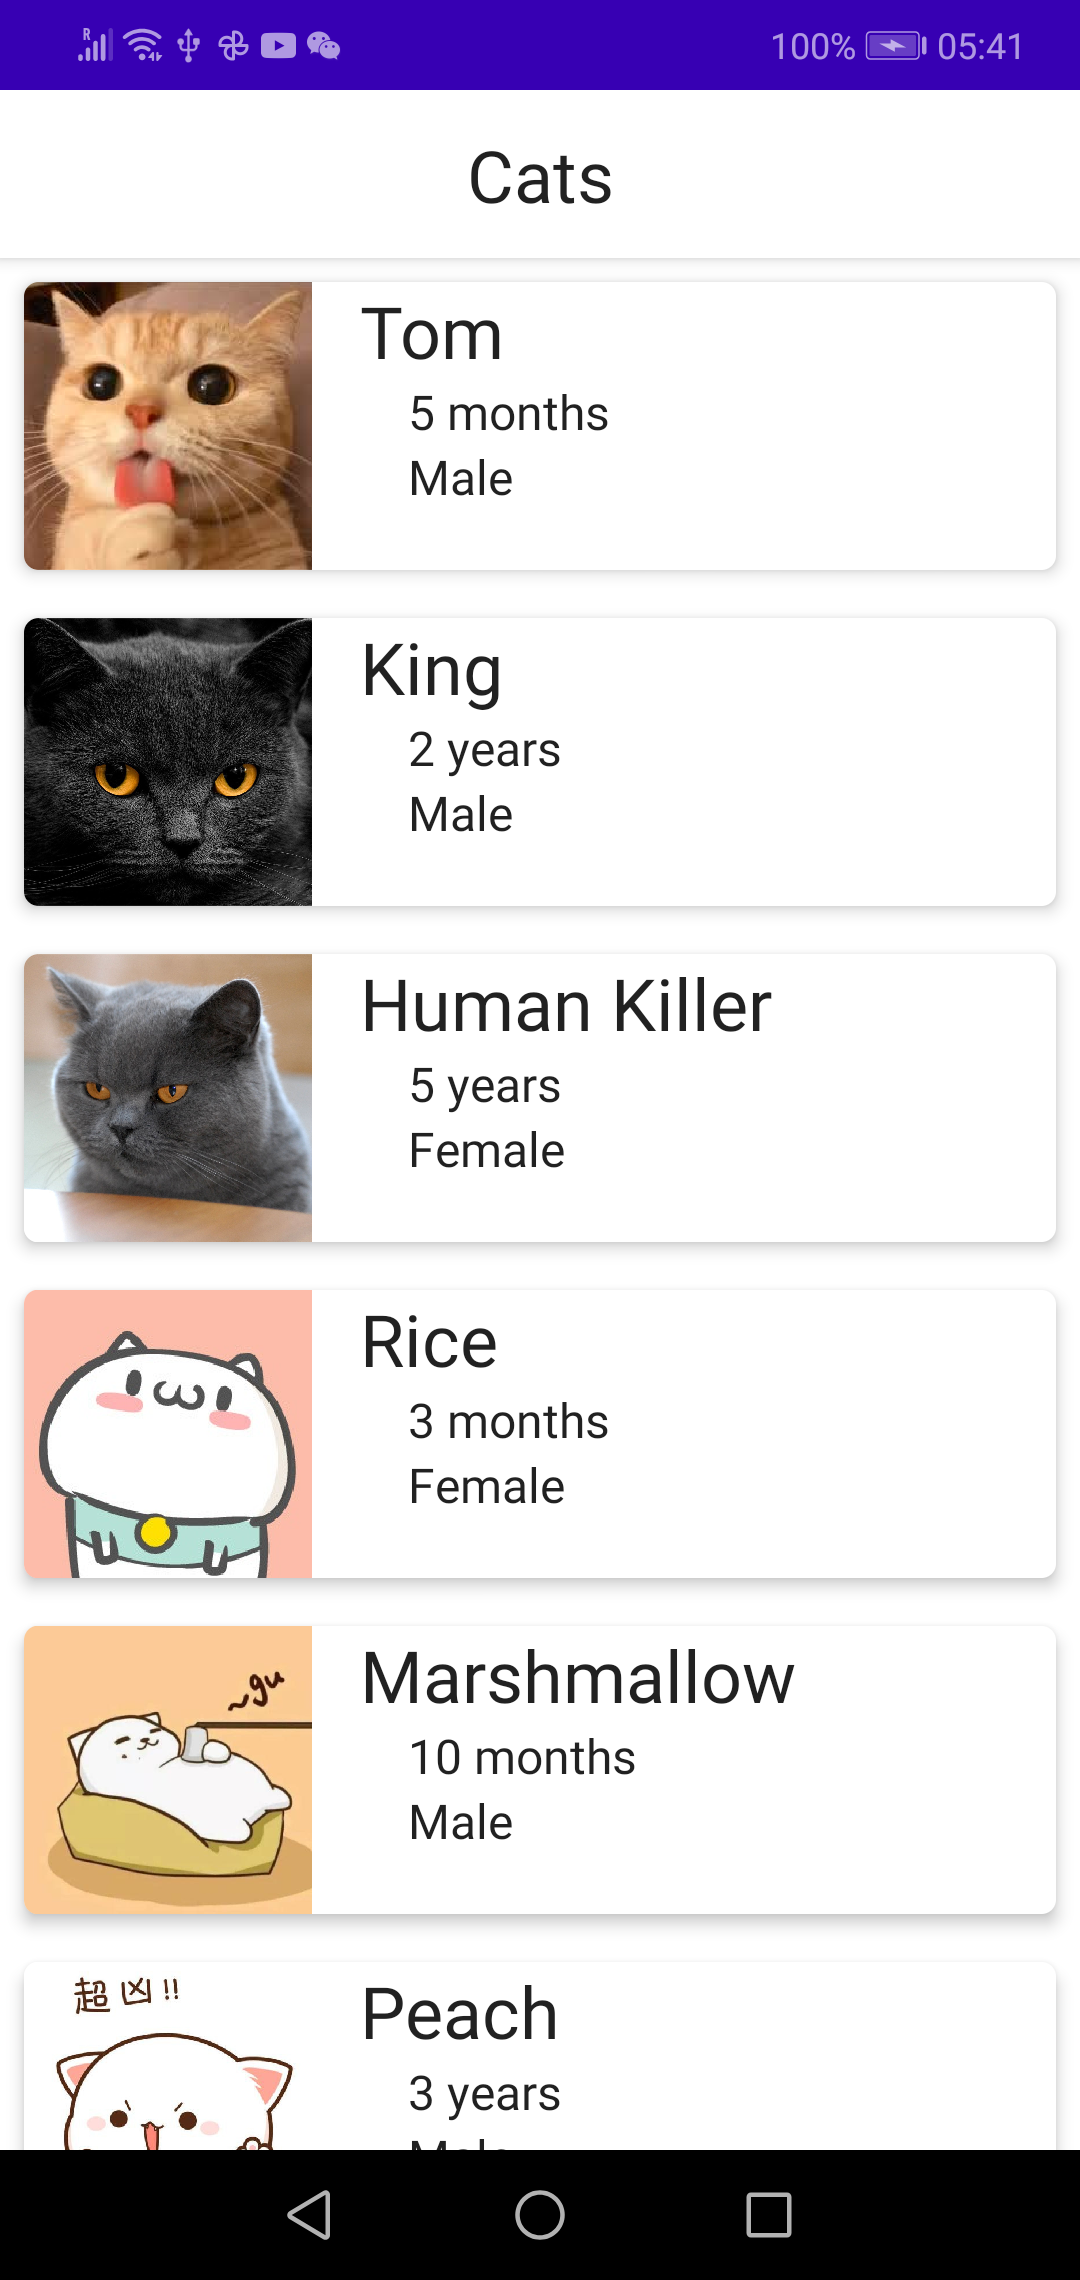 R
100% 05:41
Cats
Tom
5 months
Male
King
2 years
Male
Human Killer
5 years
Female
Rice
3 months
Female
~gu
Marshmallow
10 months
Male
超凶!!
Peach
3 years